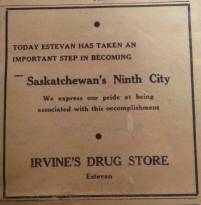 TODAY ESTEVAN HAS TAKEN AN
IMPORTANT STEP IN BECOMING
Saskatchewan's Ninth City
We express our pride at being
associated with this accomplishment
IRVINE'S DRUG STORE
Estevan